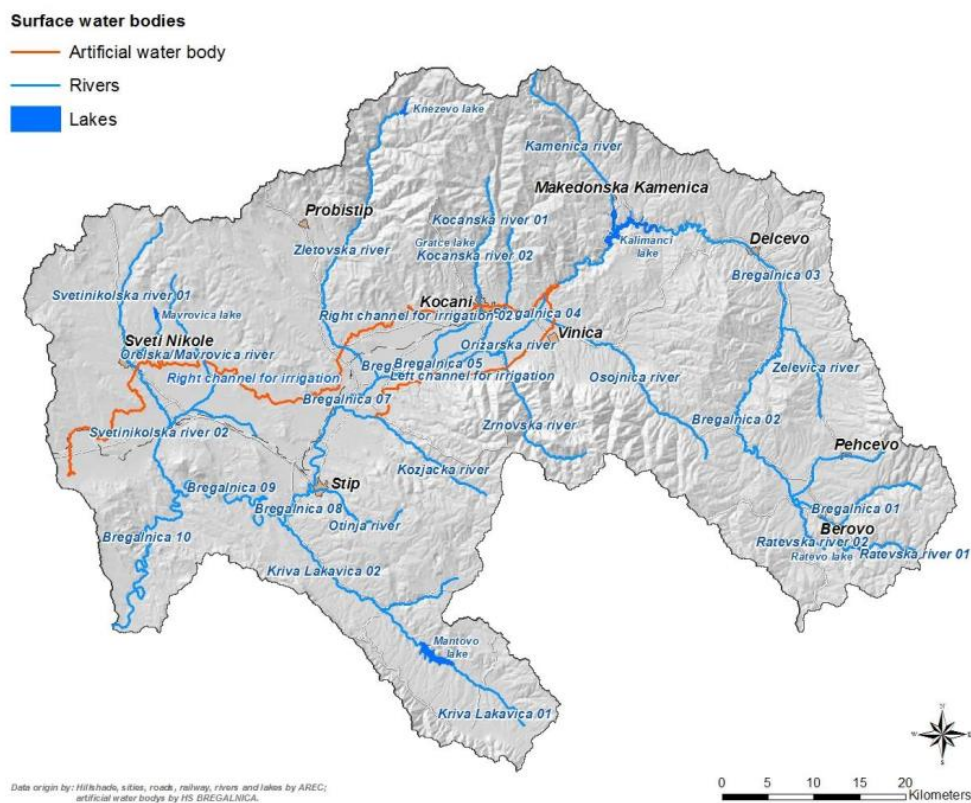 Surface water bodies
Artificial water body
Rivers
Lakes
Knezevo lake
Kamenica river
Makedonska Kamenica
Probistip
Kocanska river 01
Zletovska river
Gratce lake
Kocanska river 02
Kalimanci
lake
Delcevo
Bregalnica 03
Svetinikolska river 01
Mavrovica lake
Kocani
Right channel for irrigation 02
galnica 04
Vinica
Sveti Nikole
Orelska/Mavrovica river
Orizarska river
Breg
Bregalnica 05
Left channel for irrigation
Right channel for irrigation
Osojnica river
Zelevica river
Bregalnica 07
Bregalnica 02
Svetinikolska river 02
Zrnovska river
Pehcevo
Kozjacka river
Stip
Bregalnica 09
Bregalnica 08
Otinja river
Bregalnica 01
Berovo
Bregalnica 10
Ratevska river 02
Ratevo lake
Ratevska river 01
Kriva Lakavica 02
Mantovo
lake
Kriva Lakavica 01
N
S
Data origin by: Hillshade, sities, roads, railway, rivers and lakes by AREC;
artificial water bodys by HS BREGALNICA.
0 5 10 15 20
Kilometers